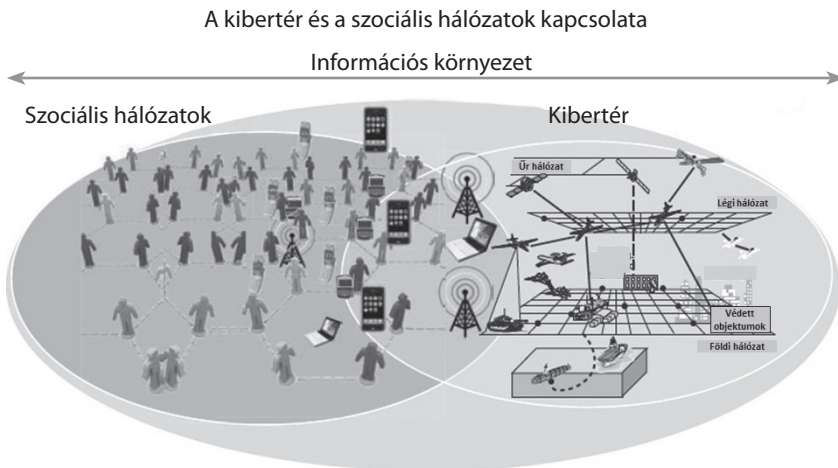 A kibertér és a szociális hálózatok kapcsolata
Információs környezet
Szociális hálózatok
Kibertér
Űr hálózat
Légi hálózat
Védett
objektumok
Földi hálózat